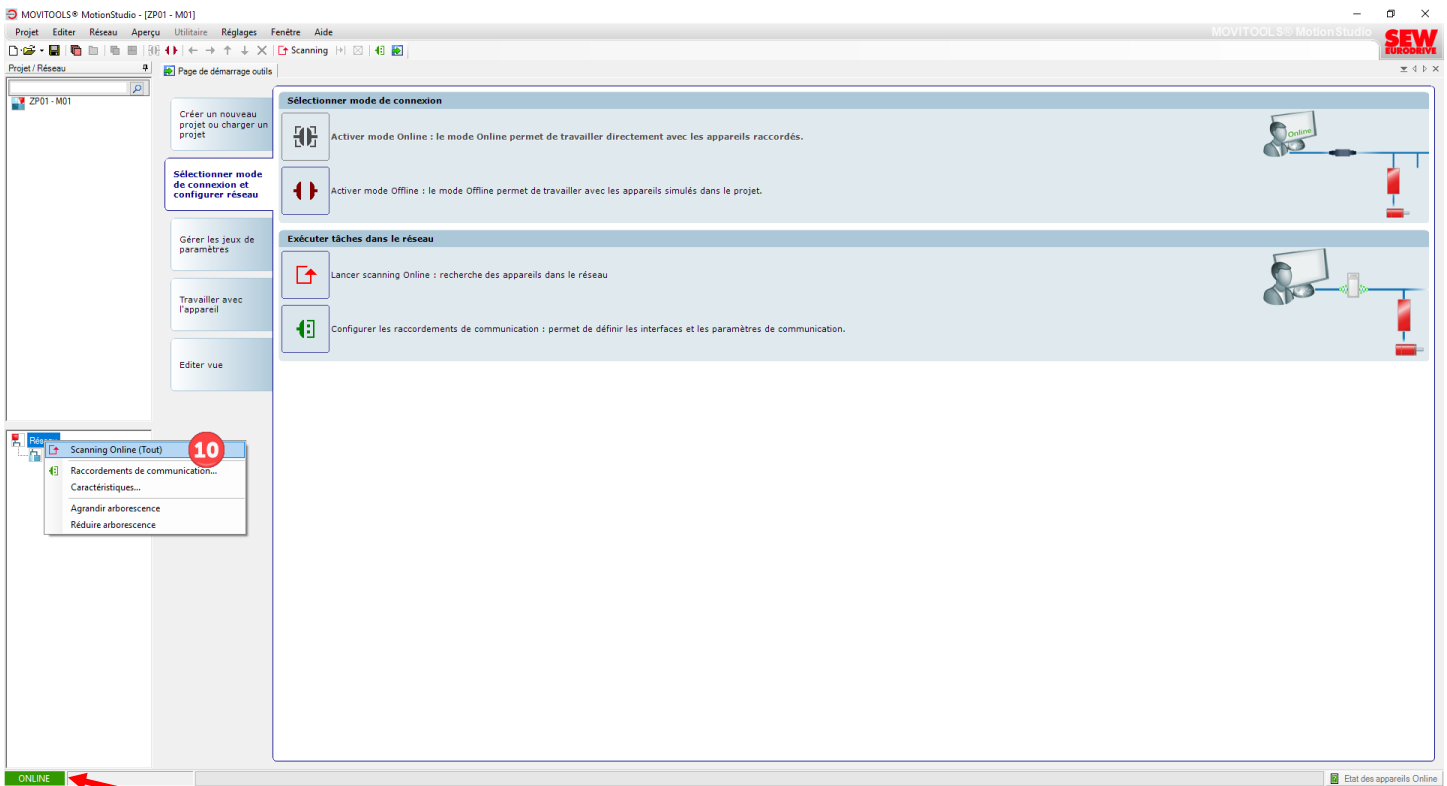 MOVITOOLS® MotionStudio - [ZP01 - M01]
Projet Editer Réseau Aperçu Utilitaire Réglages Fenêtre Aide
MOVITOOLS® MotionStudio
SEW
EURODRIVE
Scanning
Projet / Réseau
Page de démarrage outils
ZP01 - M01
Créer un nouveau
projet ou charger un
projet
Sélectionner mode
de connexion et
configurer réseau
Gérer les jeux de
paramètres
Travailler avec
l'appareil
Editer vue
Sélectionner mode de connexion
Activer mode Online : le mode Online permet de travailler directement avec les appareils raccordés.
Online
Activer mode Offline : le mode Offline permet de travailler avec les appareils simulés dans le projet.
Exécuter tâches dans le réseau
Lancer scanning Online : recherche des appareils dans le réseau
Configurer les raccordements de communication : permet de définir les interfaces et les paramètres de communication.
Scanning Online (Tout)
10
Raccordements de communication...
Caractéristiques...
Agrandir arborescence
Réduire arborescence
ONLINE
Etat des appareils Online